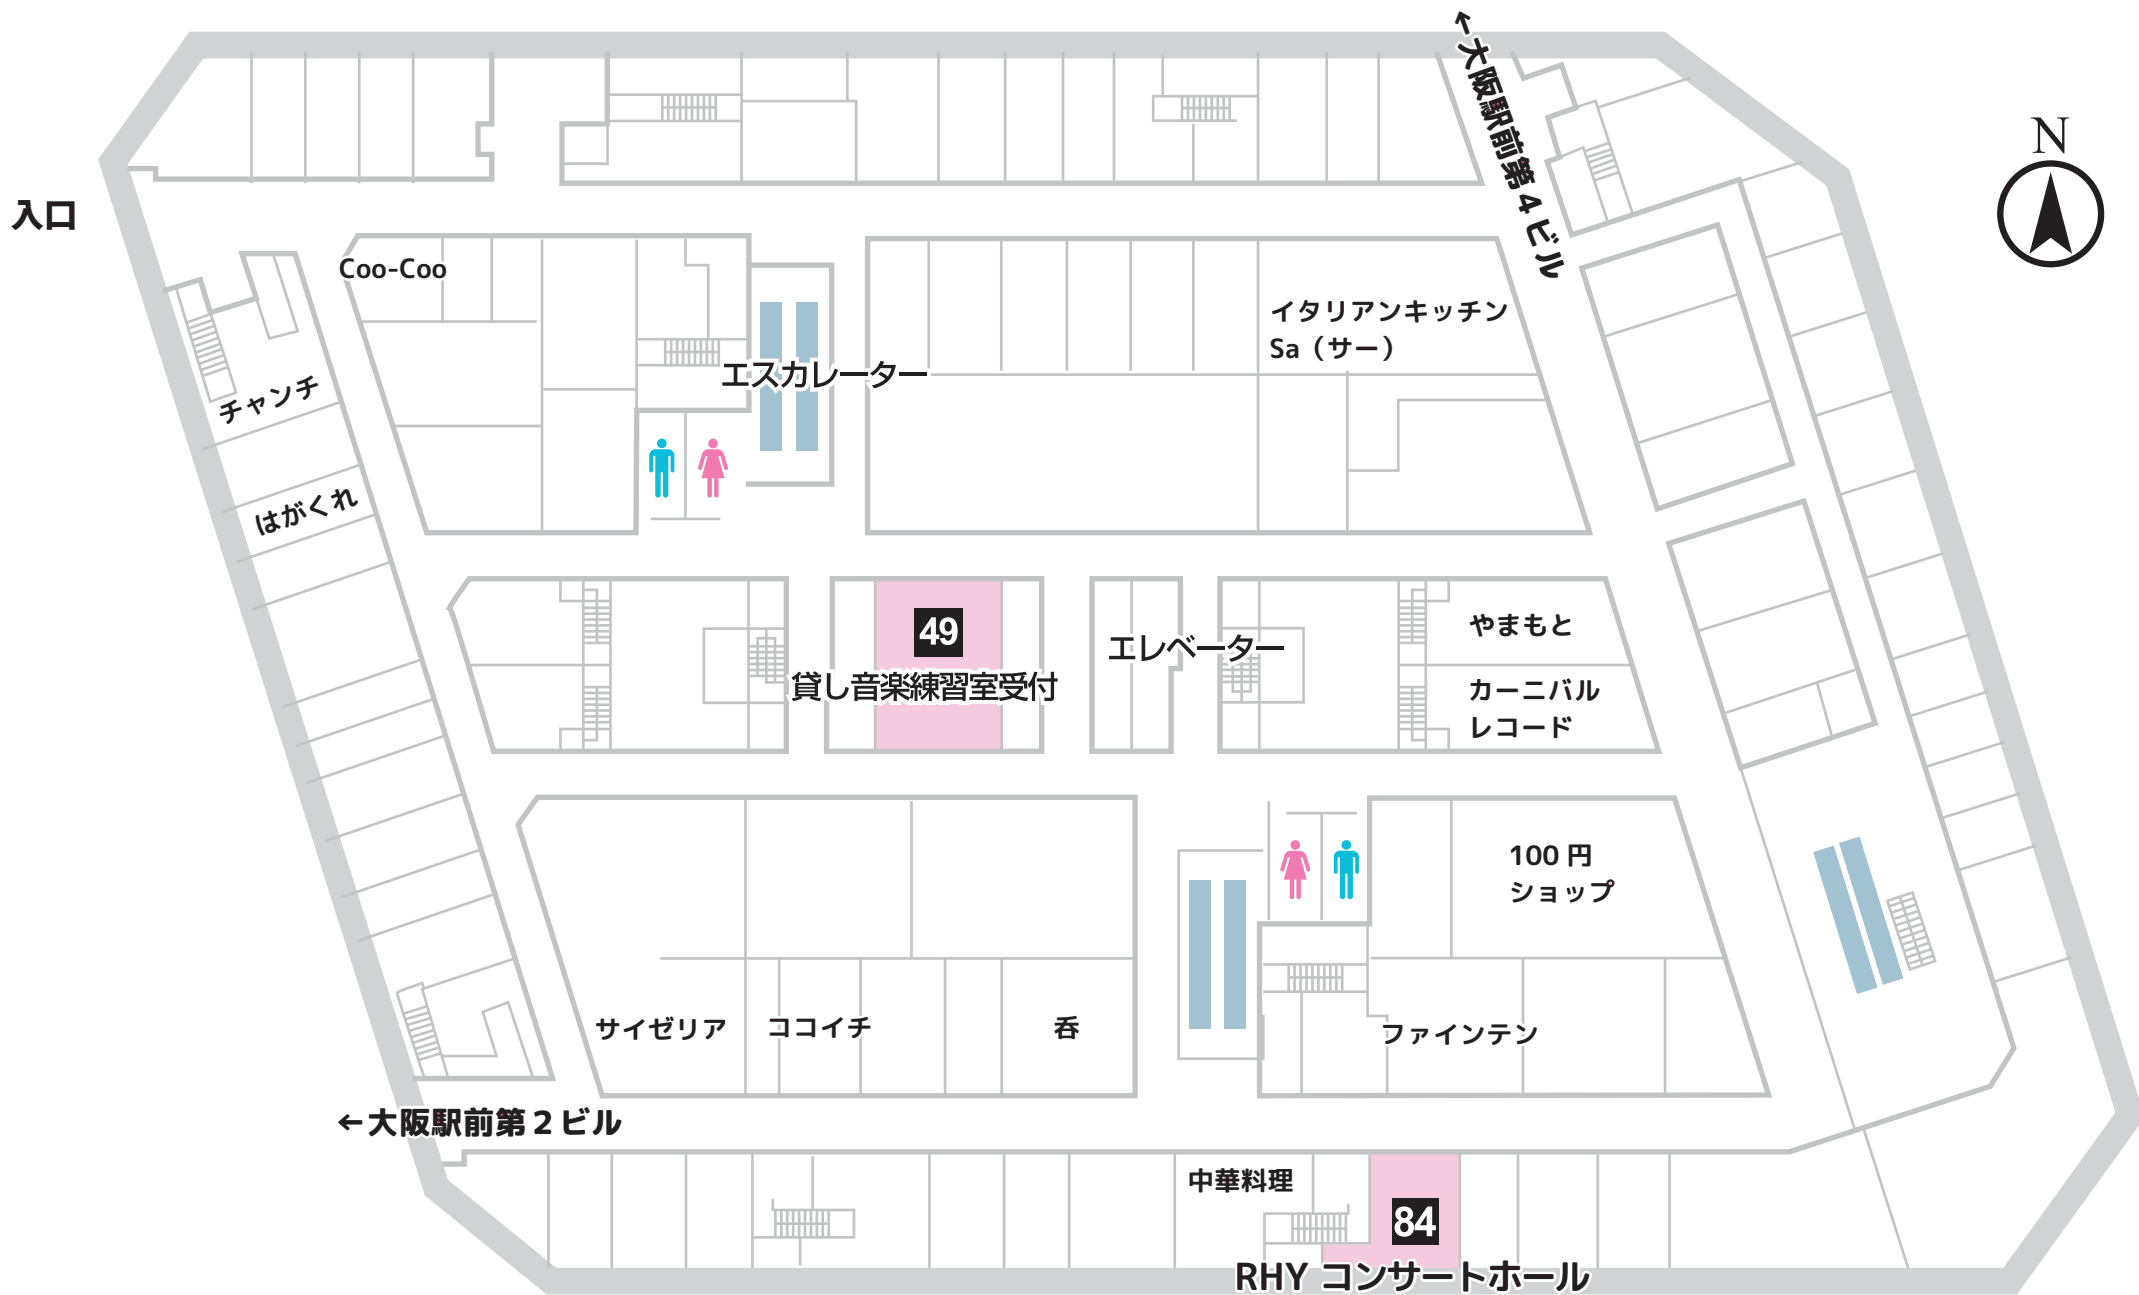 ←大阪駅前第４ビル
N
入口
Coo-Coo
イタリアンキッチン
Sa（サー）
エスカレーター
チャンチ
はがくれ
49
貸し音楽練習室受付
エレベーター
やまもと
カーニバル
レコード
100 円
ショップ
サイゼリア
ココイチ
呑
ファインテン
←大阪駅前第２ビル
中華料理
84
RHY コンサートホール